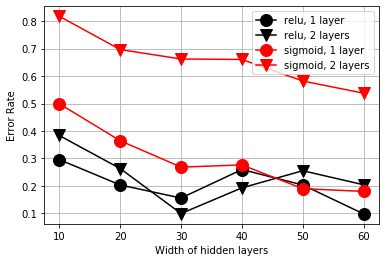 relu, 1 layer
relu, 2 layers
sigmoid, 1 layer
sigmoid, 2 layers
Error Rate
0.8
0.7
0.6
0.5
0.4
0.3
0.2
0.1
10 20 30 40 50 60
Width of hidden layers